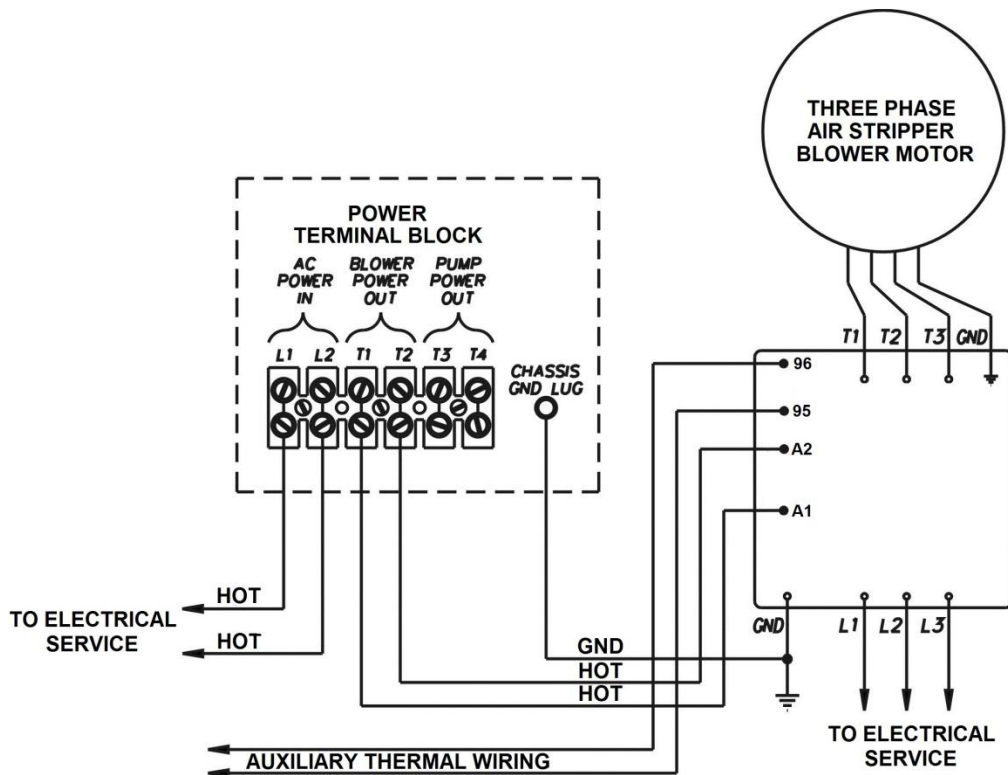 THREE PHASE
AIR STRIPPER
BLOWER MOTOR
POWER
TERMINAL BLOCK
AC
POWER
IN
BLOWER
POWER
OUT
PUMP
POWER
OUT
L1 L2 T1 T2 T3 T4
CHASSIS
GND LUG
T1 T2 T3 GND
96
95
A2
A1
HOT
TO ELECTRICAL
SERVICE
HOT
GND
HOT
HOT
GND L1 L2 L3
TO ELECTRICAL
SERVICE
AUXILIARY THERMAL WIRING